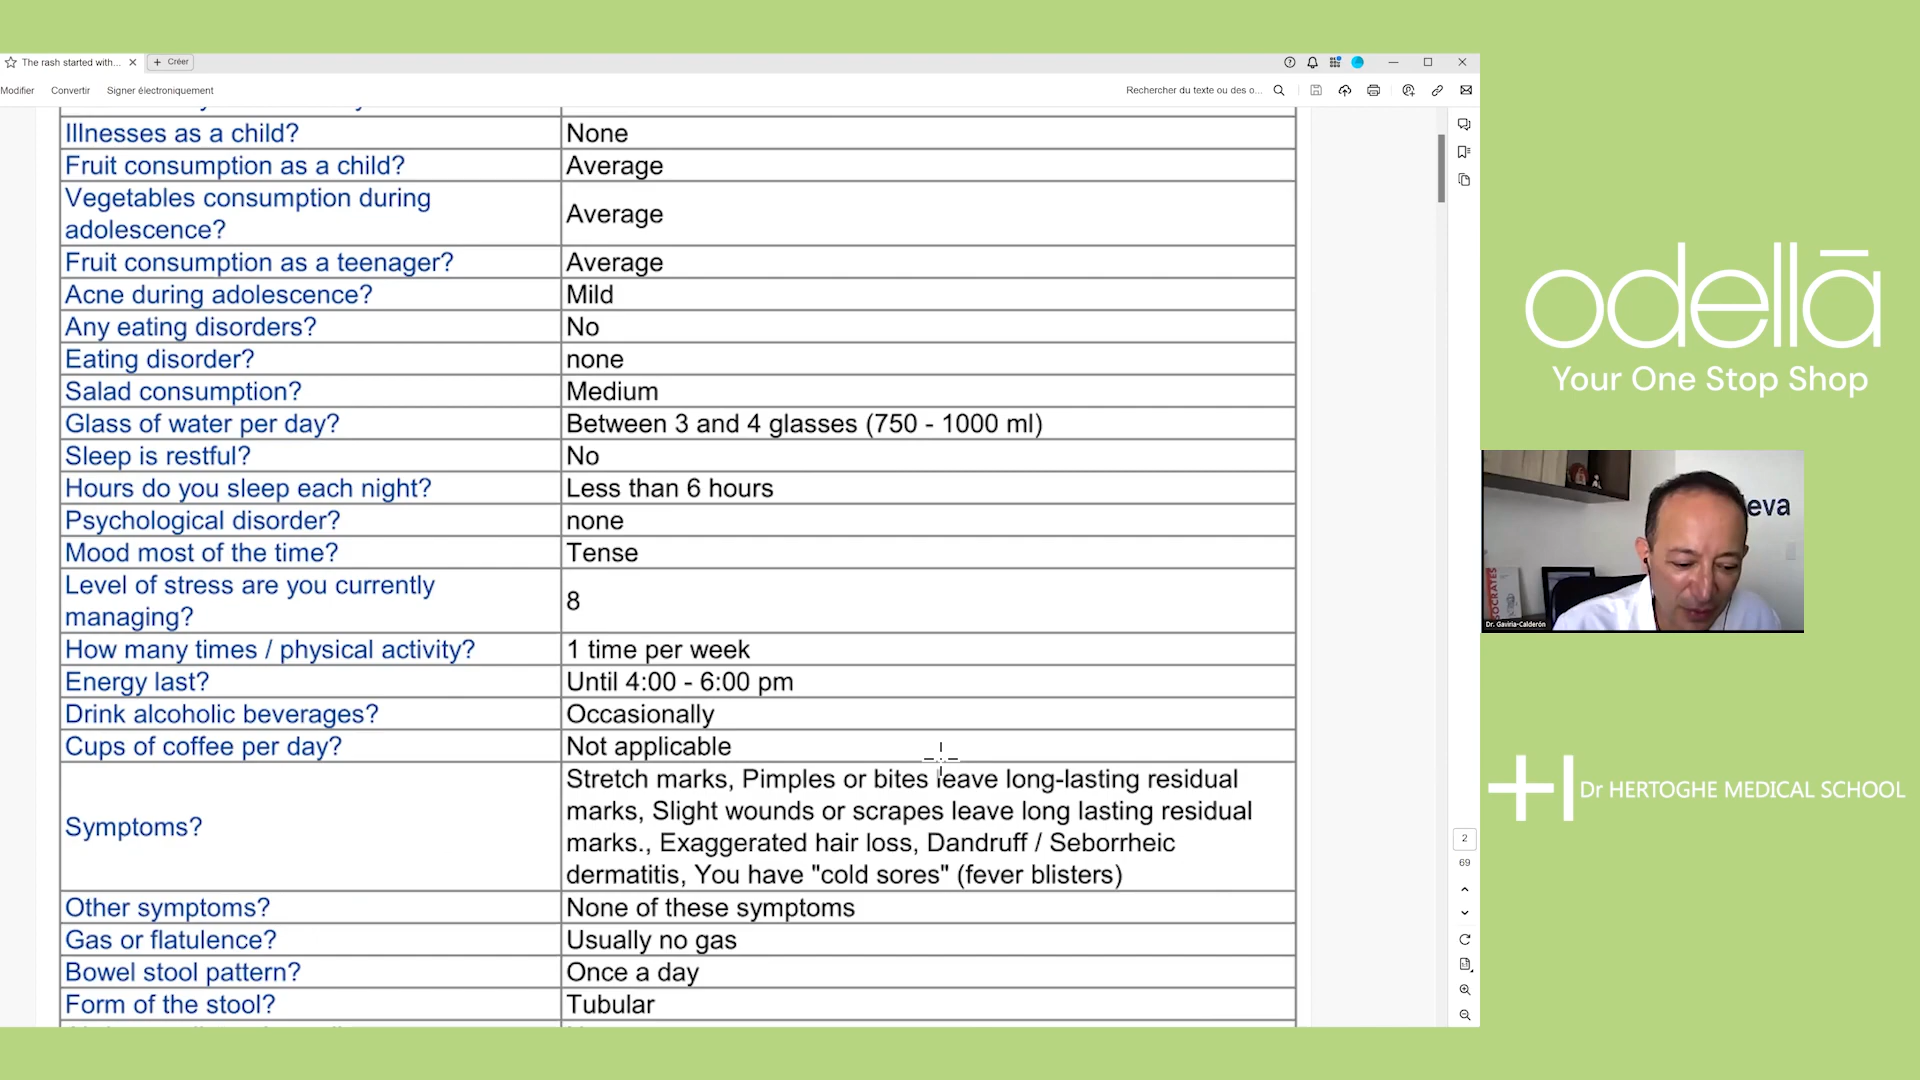 The rash started with...
Créer
Modifier
Convertir
Signer électroniquement
Rechercher du texte ou des o...
Illnesses as a child? None
Fruit consumption as a child? Average
Vegetables consumption during
adolescence? Average
Fruit consumption as a teenager? Average
Acne during adolescence? Mild
Any eating disorders? No
Eating disorder? none
Salad consumption? Medium
Glass of water per day? Between 3 and 4 glasses (750 - 1000 ml)
Sleep is restful? No
Hours do you sleep each night? Less than 6 hours
Psychological disorder? none
Mood most of the time? Tense
Level of stress are you currently
managing? 8
How many times / physical activity? 1 time per week
Energy last? Until 4:00 - 6:00 pm
Drink alcoholic beverages? Occasionally
Cups of coffee per day? Not applicable
Symptoms?
Stretch marks, Pimples or bites leave long-lasting residual
marks, Slight wounds or scrapes leave long lasting residual
marks., Exaggerated hair loss, Dandruff / Seborrheic
dermatitis, You have "cold sores" (fever blisters)
Other symptoms? None of these symptoms
Gas or flatulence? Usually no gas
Bowel stool pattern? Once a day
Form of the stool? Tubular
2
69
odellā
Your One Stop Shop
eva
SOCRATES
Dr. Gaviria-Calderón
Dr HERTOGHE MEDICAL SCHOOL